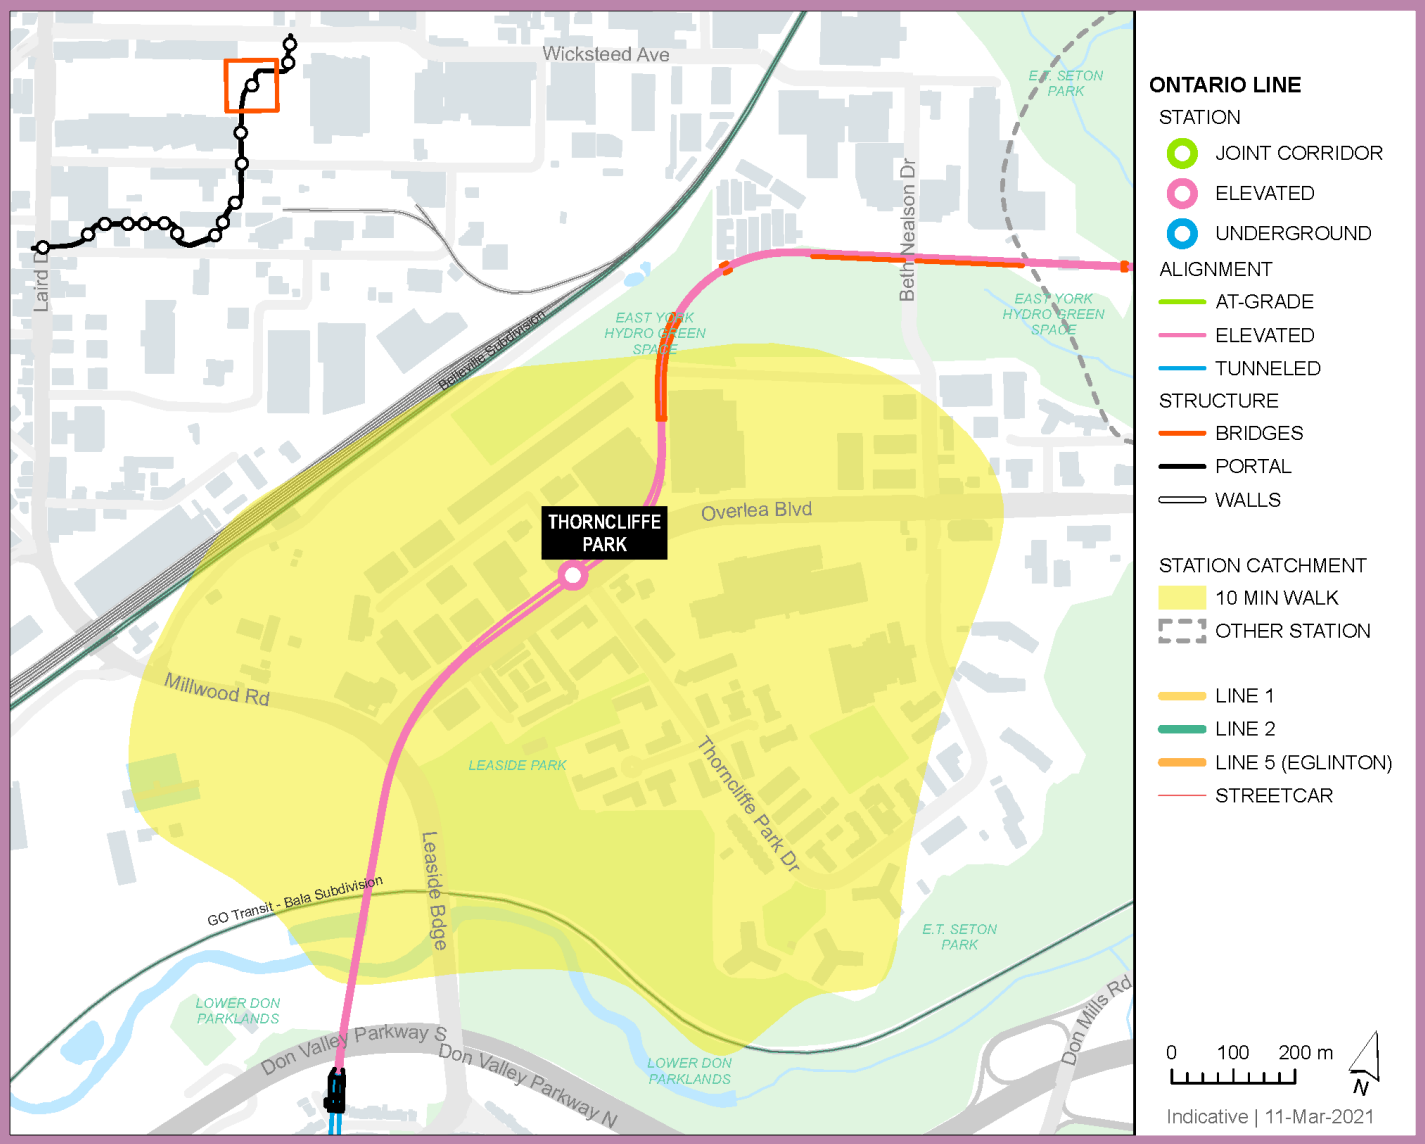 Wicksteed Ave
E.T. SETON
PARK
Beth Nealson Dr
Laird D
EAST YORK
HYDRO GREEN
SPACE
EAST YORK
HYDRO GREEN
SPACE
Belleville Subdivision
Overlea Blvd
THORNCLIFFE
PARK
Millwood Rd
LEASIDE PARK
Thorncliffe Park Dr
Leaside Bdge
GO Transit - Bala Subdivision
E.T. SETON
PARK
LOWER DON
PARKLANDS
Don Valley Parkway S
Don Valley Parkway N
LOWER DON
PARKLANDS
Don Mills Rd
ONTARIO LINE
STATION
JOINT CORRIDOR
ELEVATED
UNDERGROUND
ALIGNMENT
AT-GRADE
ELEVATED
TUNNELED
STRUCTURE
BRIDGES
PORTAL
WALLS
STATION CATCHMENT
10 MIN WALK
OTHER STATION
LINE 1
LINE 2
LINE 5 (EGLINTON)
STREETCAR
0 100 200 m
N
Indicative | 11-Mar-2021